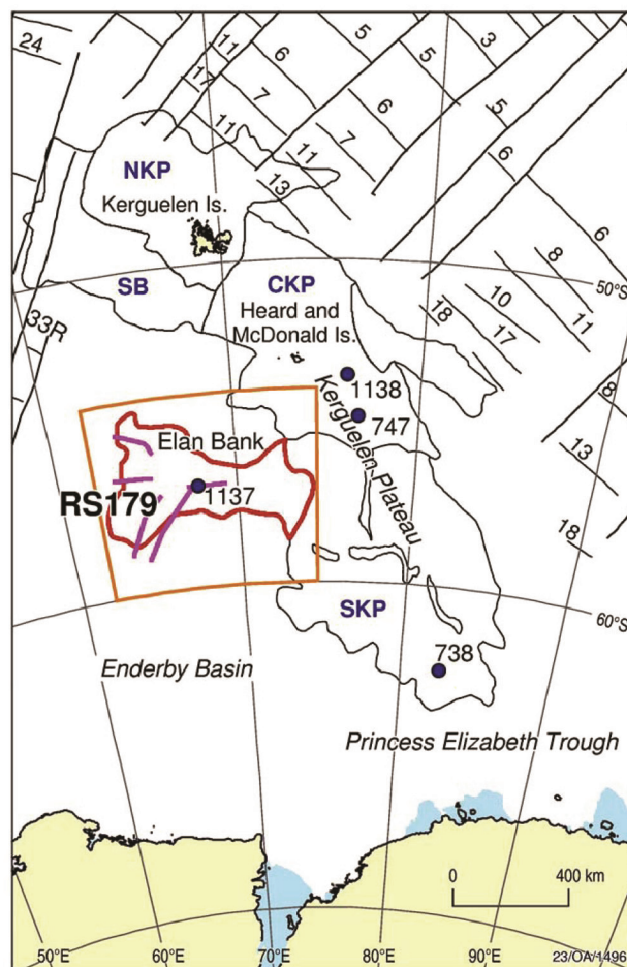 24
11
6
5
3
12
7
5
6
5
11
11
7
6
13
6
NKP
Kerguelen Is.
SB
CKP
Heard and
McDonald Is.
50°S
8
10
18
17
11
33R
1138
747
8
Kerguelen Plateau
Elan Bank
13
RS179
1137
18
SKP
60°S
738
Enderby Basin
Princess Elizabeth Trough
0
400 km
50°E
60°E
70°E
80°E
90°E
23/OA/1496